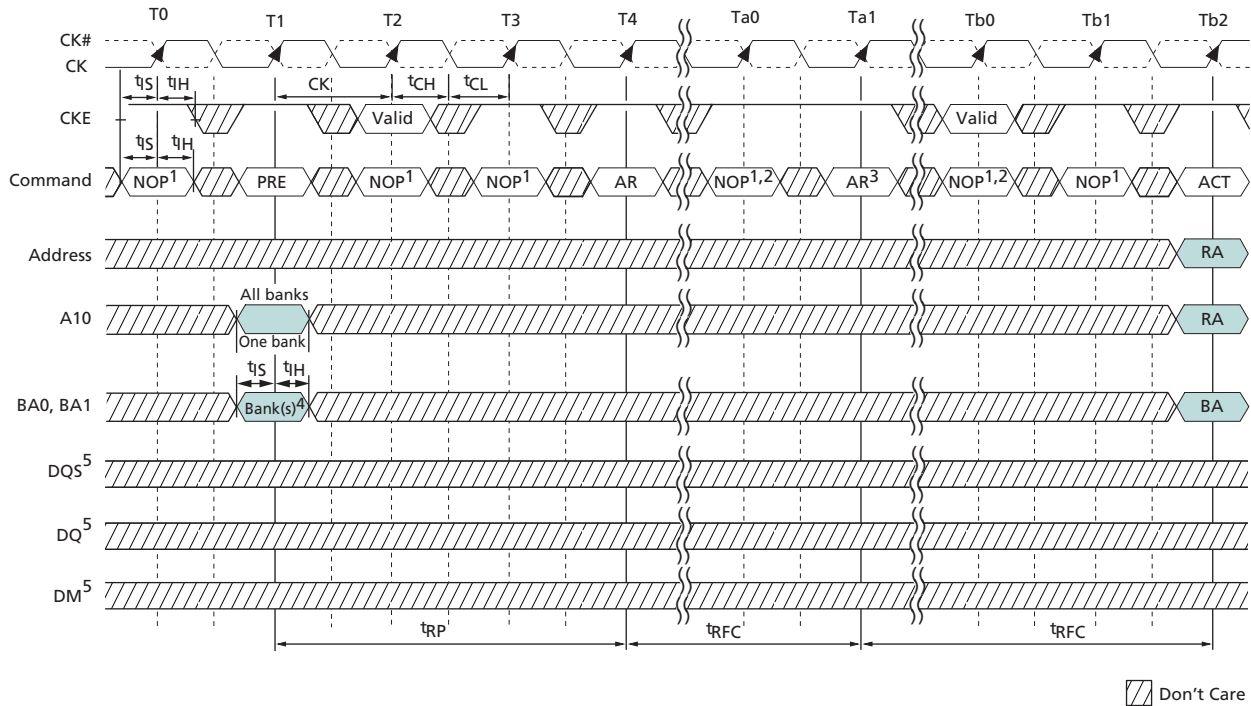 T0 T1 T2 T3 T4 Ta0 Ta1 Tb0 Tb1 Tb2
CK#
CK
tIS tIH CK tCH tCL
CKE Valid Valid
tIS tIH
Command NOP1 PRE NOP1 NOP1 AR NOP1,2 AR3 NOP1,2 NOP1 ACT
Address RA
All banks
A10 RA
One bank
tIS tIH
BA0, BA1 Bank(s)4 BA
DQS5
DQ5
DM5
tRP tRFC tRFC
Don't Care